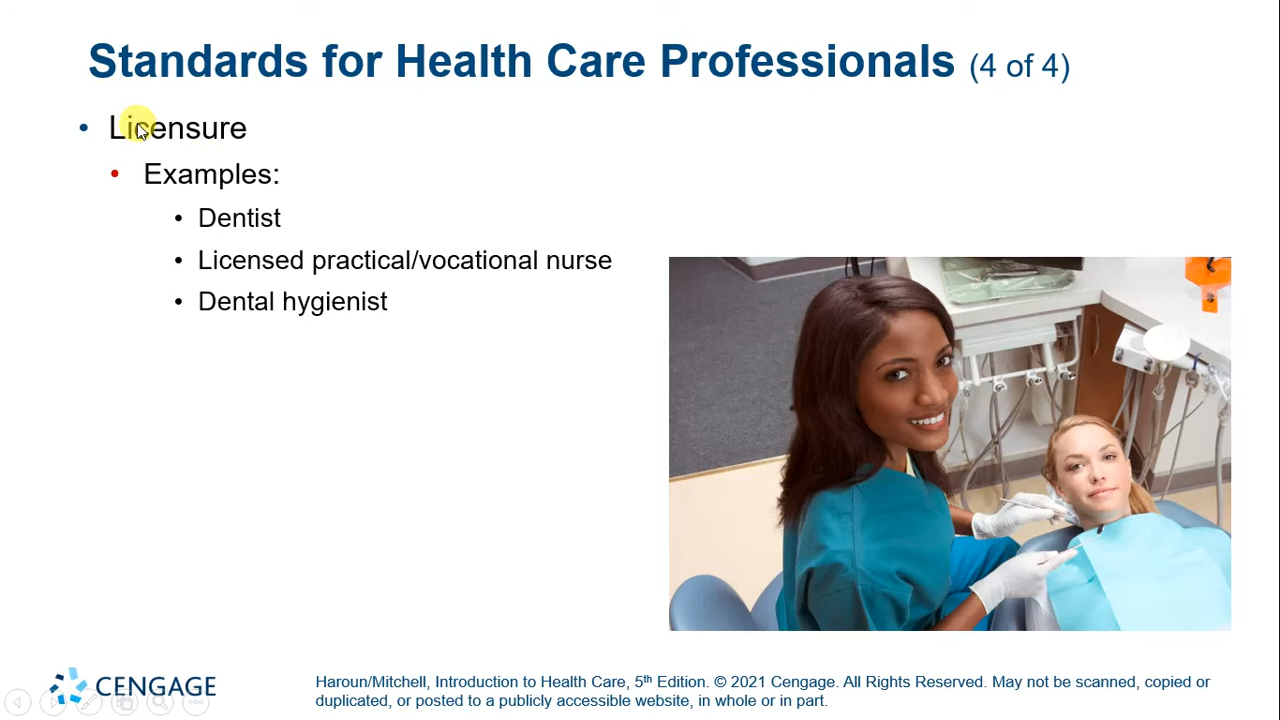 Standards for Health Care Professionals (4 of 4)
• Licensure
• Examples:
• Dentist
• Licensed practical/vocational nurse
• Dental hygienist
CENGAGE
Haroun/Mitchell, Introduction to Health Care, 5th Edition. © 2021 Cengage. All Rights Reserved. May not be scanned, copied or
duplicated, or posted to a publicly accessible website, in whole or in part.